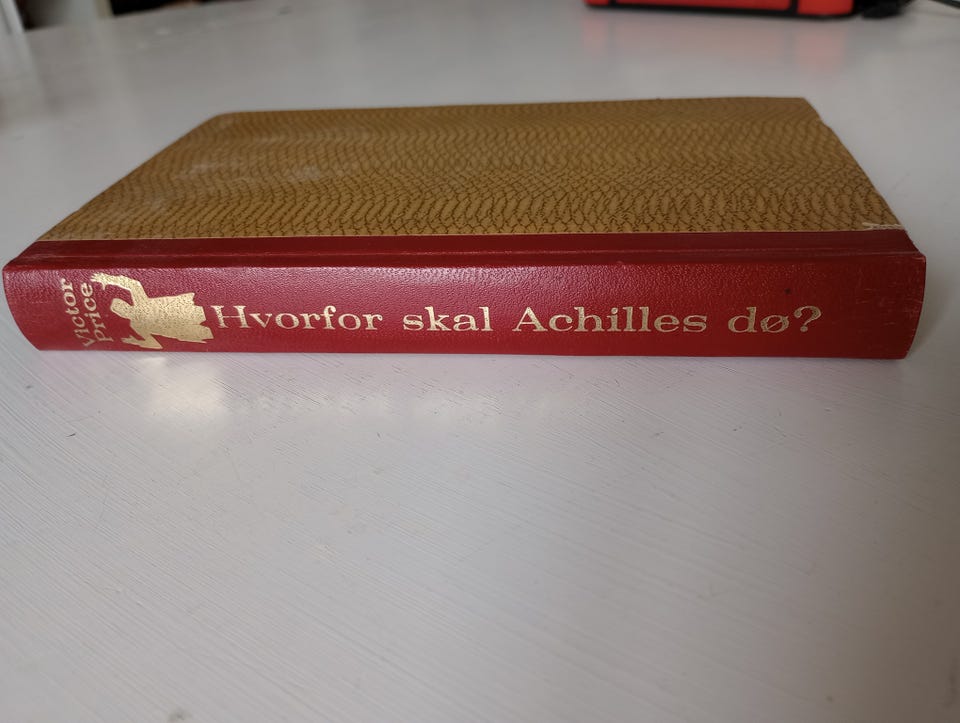 Victor
Price
Hvorfor skal Achilles dø?